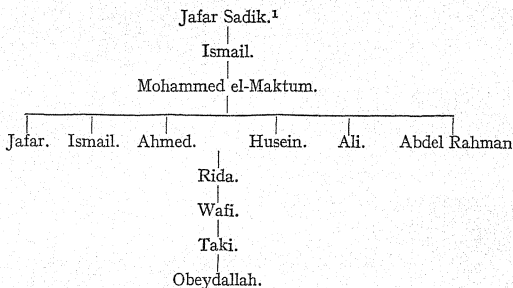 Jafar Sadik.¹
Ismail.
Mohammed el-Maktum.
Jafar. Ismail. Ahmed. Husein. Ali. Abdel Rahman
Rida.
Wafi.
Taki.
Obeydallah.